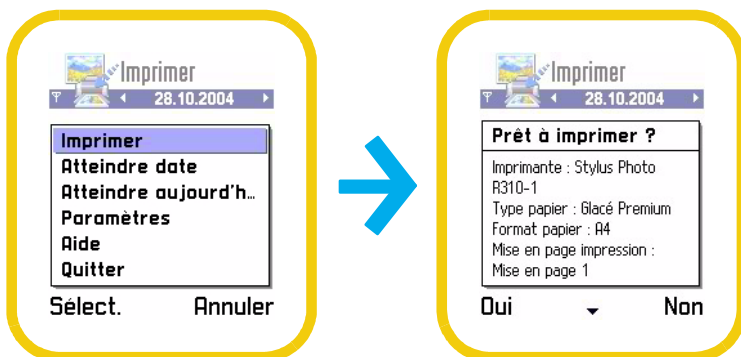 Imprimer
28.10.2004
Imprimer
Atteindre date
Atteindre aujourd'h…
Paramètres
Aide
Quitter
Sélect. Annuler
Imprimer
28.10.2004
Prêt à imprimer ?
Imprimante : Stylus Photo
R310-1
Type papier : Glacé Premium
Format papier : A4
Mise en page impression :
Mise en page 1
Oui Non